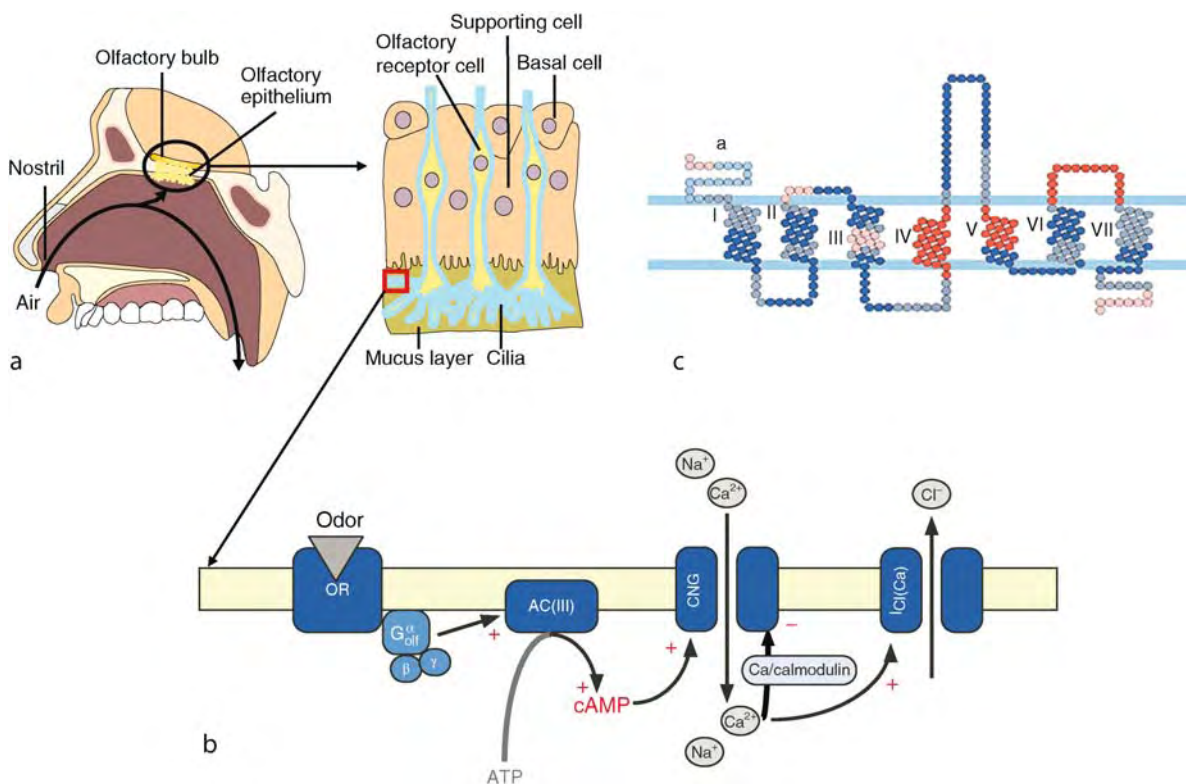 Olfactory bulb
Olfactory
epithelium
Nostril
Air
a
Supporting cell
Olfactory
receptor cell
Basal cell
Mucus layer
Cilia
a
I
II
III
IV
V
VI
VII
c
Odor
OR
G α olf
β
γ
+
AC(III)
+
cAMP
ATP
+
CNG
Na+
Ca2+
−
Ca/calmodulin
Ca2+
Na+
+
ICl(Ca)
Cl−
b